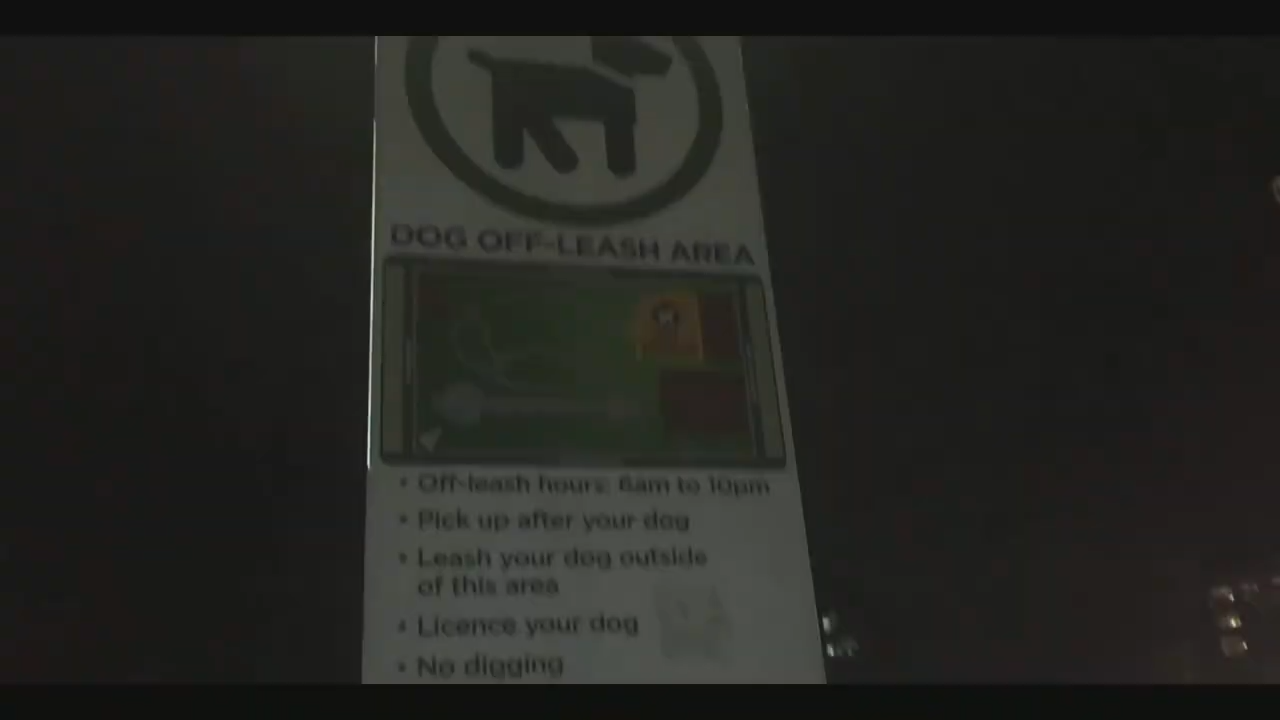 DOG OFF-LEASH AREA
• Off-leash hours: 6am to 10pm
• Pick up after your dog
• Leash your dog outside
of this area
• Licence your dog
• No digging